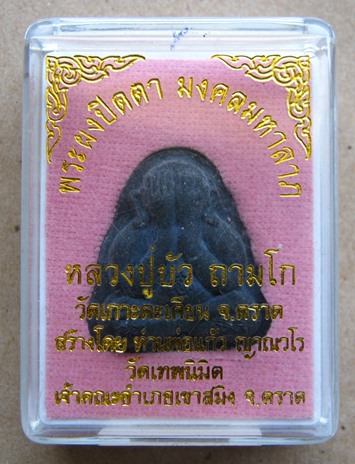 พระผงปิดตา มงคลมหาลาภ
หลวงปู่บัว ถามโก
วัดเกาะตะเคียน จ.ตราด
สร้างโดย ท่านพ่อแก้ว ญาณวโร
วัดเทพนิมิต
เจ้าคณะอำเภอเขาสมิง จ.ตราด